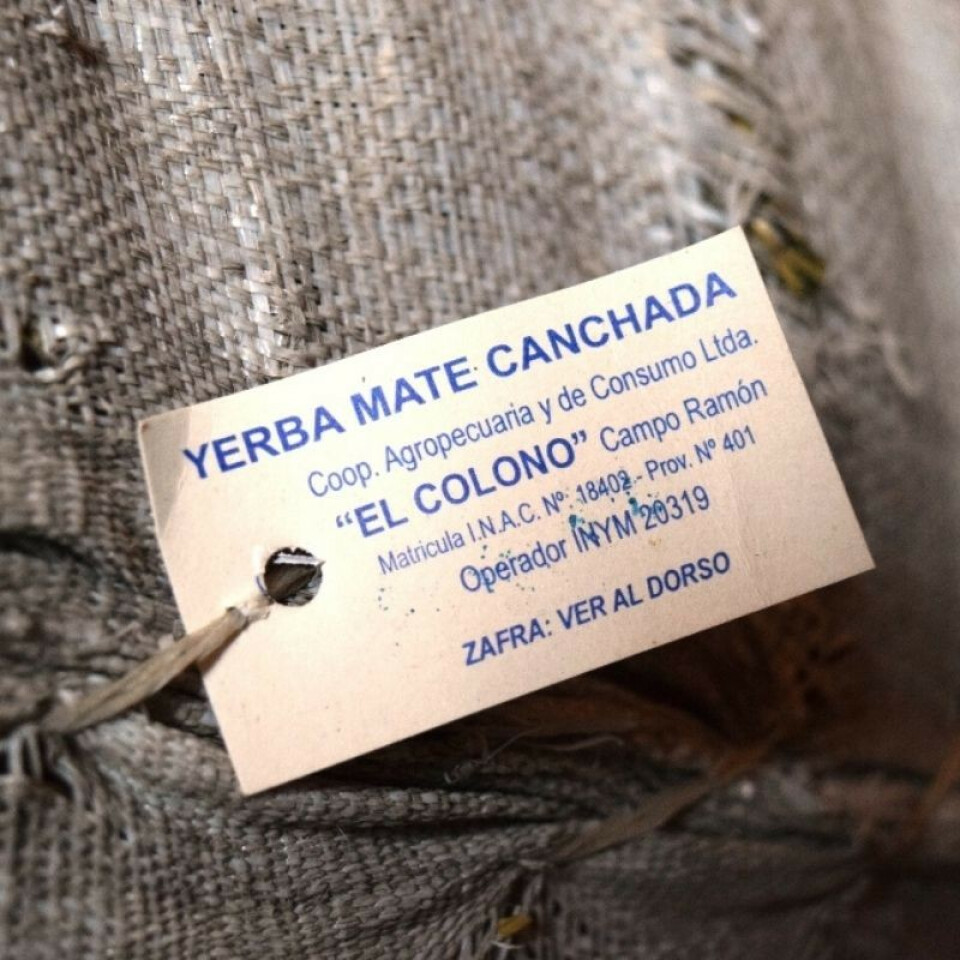 YERBA MATE CANCHADA
Coop. Agropecuaria y de Consumo Ltda.
“EL COLONO” Campo Ramón
Matricula I.N.A.C. Nº 18402 - Prov. Nº 401
Operador INYM 20319
ZAFRA: VER AL DORSO